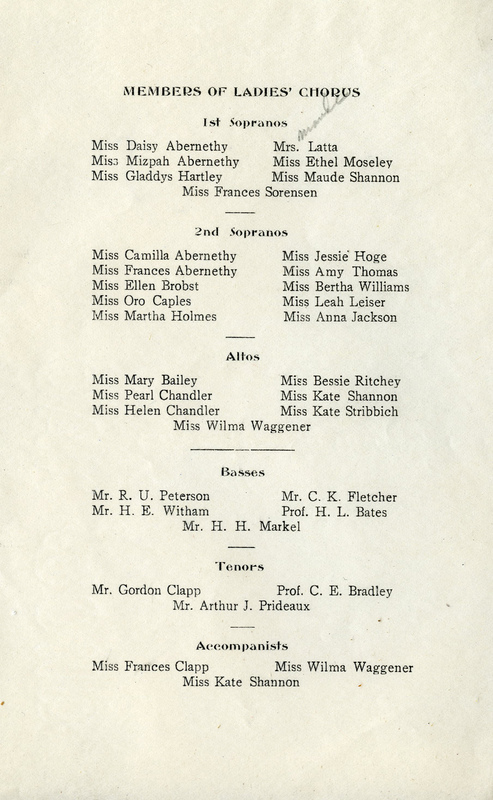 MEMBERS OF LADIES' CHORUS
1st Sopranos
Miss Daisy Abernethy Mrs. Latta
Miss Mizpah Abernethy Miss Ethel Moseley
Miss Gladdys Hartley Miss Maude Shannon
Miss Frances Sorensen
2nd Sopranos
Miss Camilla Abernethy Miss Jessie Hoge
Miss Frances Abernethy Miss Amy Thomas
Miss Ellen Brobst Miss Bertha Williams
Miss Oro Caples Miss Leah Leiser
Miss Martha Holmes Miss Anna Jackson
Altos
Miss Mary Bailey Miss Bessie Ritchey
Miss Pearl Chandler Miss Kate Shannon
Miss Helen Chandler Miss Kate Stribbich
Miss Wilma Waggener
Basses
Mr. R. U. Peterson Mr. C. K. Fletcher
Mr. H. E. Witham Prof. H. L. Bates
Mr. H. H. Markel
Tenors
Mr. Gordon Clapp Prof. C. E. Bradley
Mr. Arthur J. Prideaux
Accompanists
Miss Frances Clapp Miss Wilma Waggener
Miss Kate Shannon